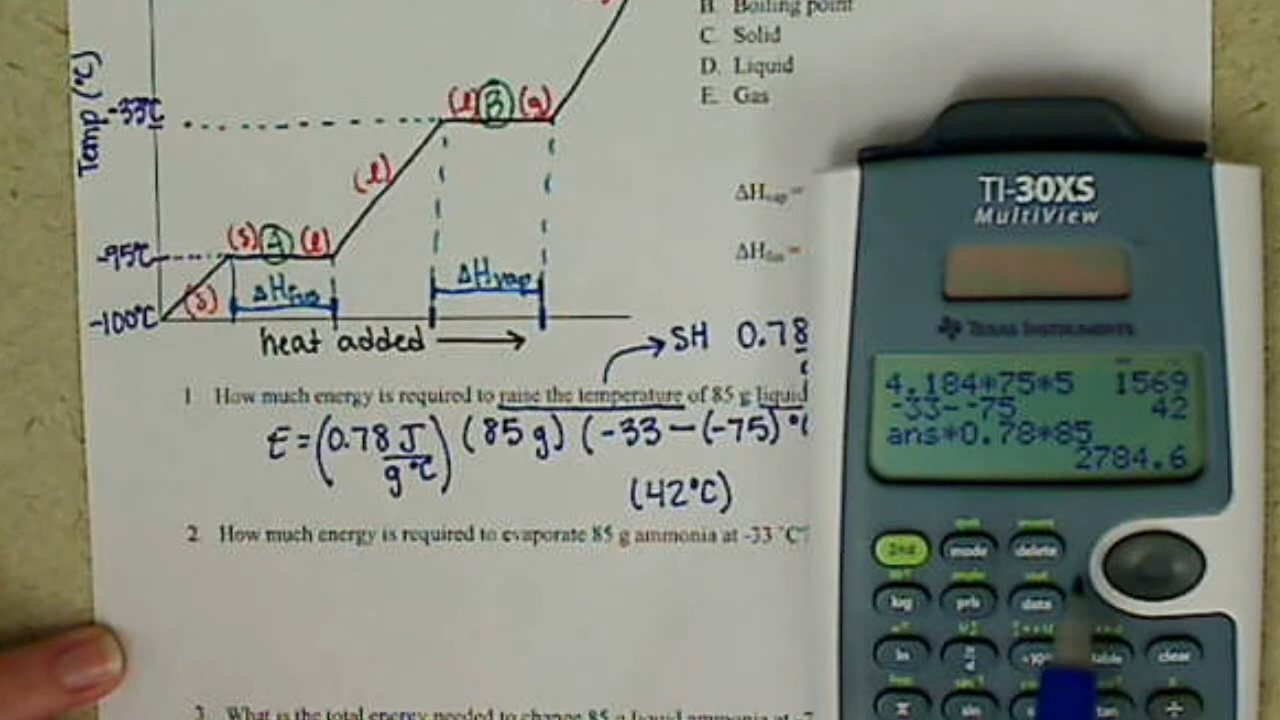 B. Boiling point
C. Solid
D. Liquid
E. Gas
Temp (°C)
-33°C
(l) B (g)
(l)
-95°C
(s) A (l)
(s)
ΔHfus
ΔHvap
-100°C
heat added
ΔHvap =
ΔHfus =
SH 0.78
1 How much energy is required to raise the temperature of 85 g liquid
E = (0.78 J/g°C) (85 g) (-33 - (-75)°
(42°C)
2 How much energy is required to evaporate 85 g ammonia at -33 °C
3 What is the total energy needed to change 85 g liquid ammonia at -7
TI-30XS
MultiView
TEXAS INSTRUMENTS
4.184*75*5 1569
-33--75 42
ans*0.78*85
2784.6
2nd mode delete
log prb data
ln table clear
sin tan ÷